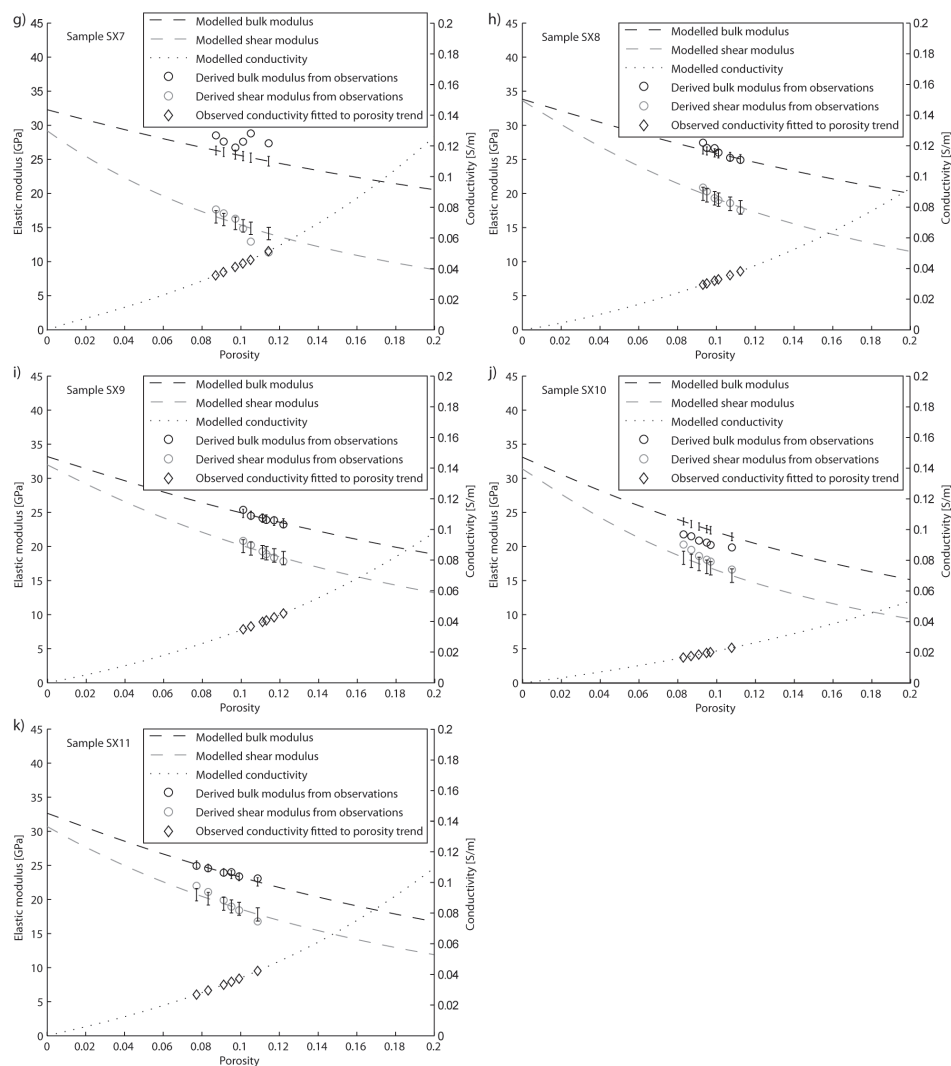 g)
Sample SX7
Modelled bulk modulus
Modelled shear modulus
Modelled conductivity
Derived bulk modulus from observations
Derived shear modulus from observations
Observed conductivity fitted to porosity trend
Elastic modulus [GPa]
45
40
35
30
25
20
15
10
5
0
0 0.02 0.04 0.06 0.08 0.1 0.12 0.14 0.16 0.18 0.2
Porosity
0.2
0.18
0.16
0.14
0.12
0.1
0.08
0.06
0.04
0.02
0
Conductivity [S/m]
h)
Sample SX8
Modelled bulk modulus
Modelled shear modulus
Modelled conductivity
Derived bulk modulus from observations
Derived shear modulus from observations
Observed conductivity fitted to porosity trend
Elastic modulus [GPa]
45
40
35
30
25
20
15
10
5
0
0 0.02 0.04 0.06 0.08 0.1 0.12 0.14 0.16 0.18 0.2
Porosity
0.2
0.18
0.16
0.14
0.12
0.1
0.08
0.06
0.04
0.02
0
Conductivity [S/m]
i)
Sample SX9
Modelled bulk modulus
Modelled shear modulus
Modelled conductivity
Derived bulk modulus from observations
Derived shear modulus from observations
Observed conductivity fitted to porosity trend
Elastic modulus [GPa]
45
40
35
30
25
20
15
10
5
0
0 0.02 0.04 0.06 0.08 0.1 0.12 0.14 0.16 0.18 0.2
Porosity
0.2
0.18
0.16
0.14
0.12
0.1
0.08
0.06
0.04
0.02
0
Conductivity [S/m]
j)
Sample SX10
Modelled bulk modulus
Modelled shear modulus
Modelled conductivity
Derived bulk modulus from observations
Derived shear modulus from observations
Observed conductivity fitted to porosity trend
Elastic modulus [GPa]
45
40
35
30
25
20
15
10
5
0
0 0.02 0.04 0.06 0.08 0.1 0.12 0.14 0.16 0.18 0.2
Porosity
0.2
0.18
0.16
0.14
0.12
0.1
0.08
0.06
0.04
0.02
0
Conductivity [S/m]
k)
Sample SX11
Modelled bulk modulus
Modelled shear modulus
Modelled conductivity
Derived bulk modulus from observations
Derived shear modulus from observations
Observed conductivity fitted to porosity trend
Elastic modulus [GPa]
45
40
35
30
25
20
15
10
5
0
0 0.02 0.04 0.06 0.08 0.1 0.12 0.14 0.16 0.18 0.2
Porosity
0.2
0.18
0.16
0.14
0.12
0.1
0.08
0.06
0.04
0.02
0
Conductivity [S/m]